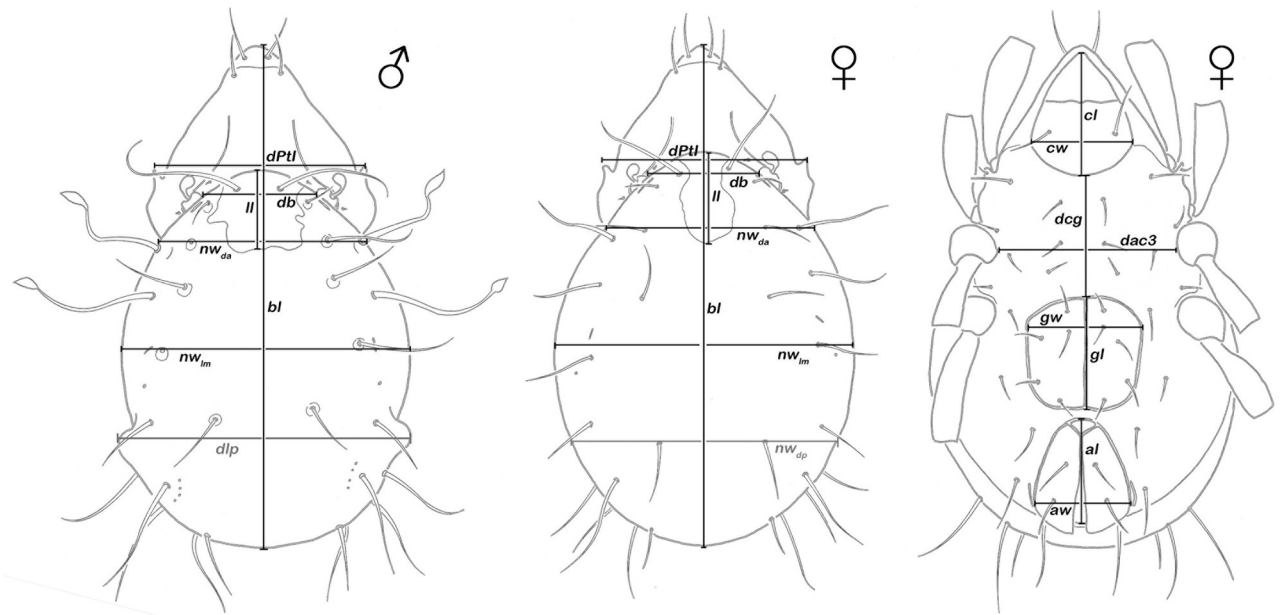 ♂
dPtl
db
ll
nw da
bl
nw lm
dlp
♀
dPtl
db
ll
nw da
bl
nw lm
nw dp
♀
cl
cw
dcg
dac3
gw
gl
al
aw